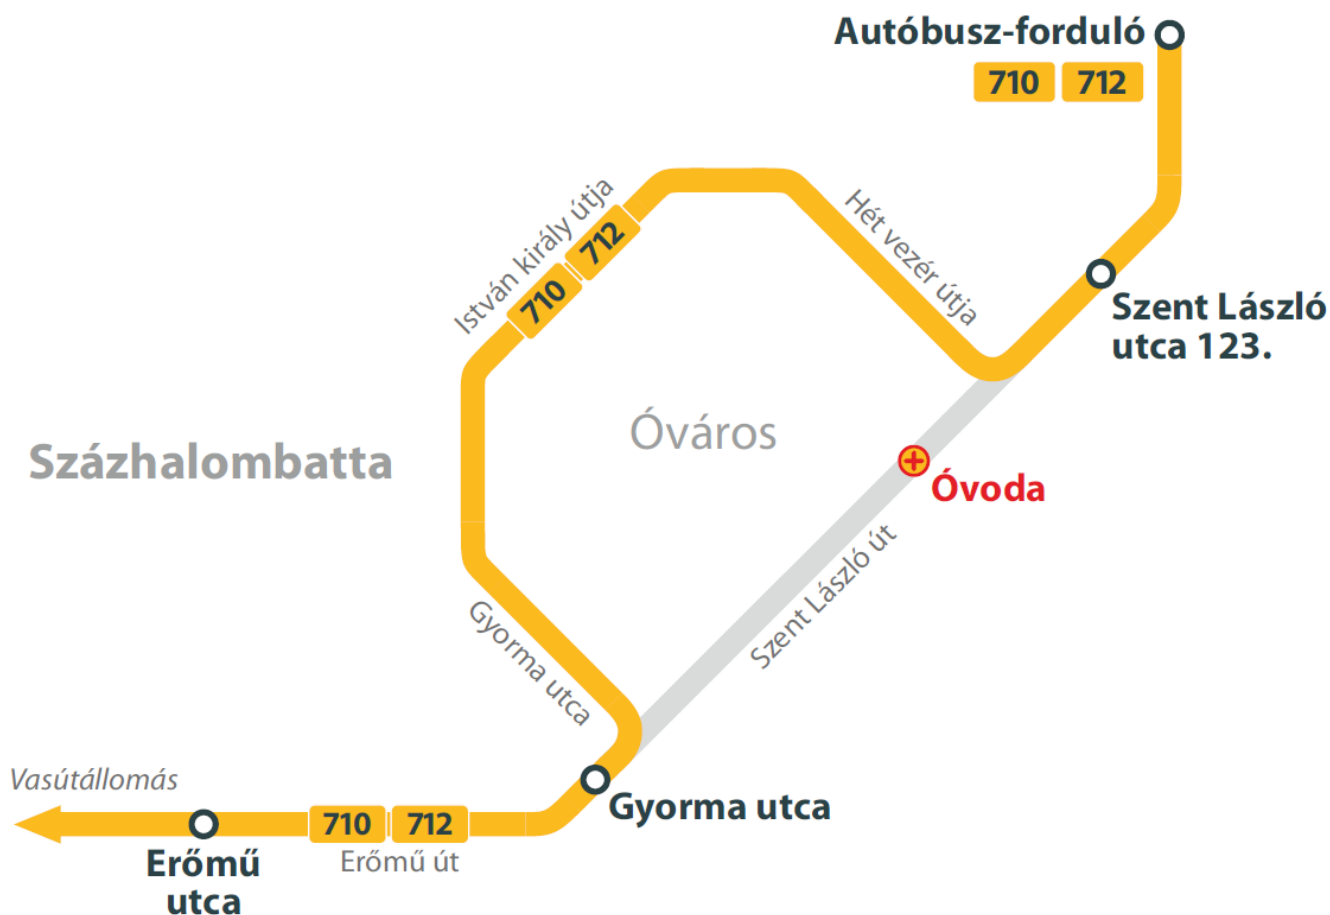 Autóbusz-forduló
710 712
István király útja
710 712
Hét vezér útja
Szent László
utca 123.
Óváros
Százhalombatta
Óvoda
Szent László út
Gyorma utca
Vasútállomás
Gyorma utca
710 712
Erőmű út
Erőmű
utca